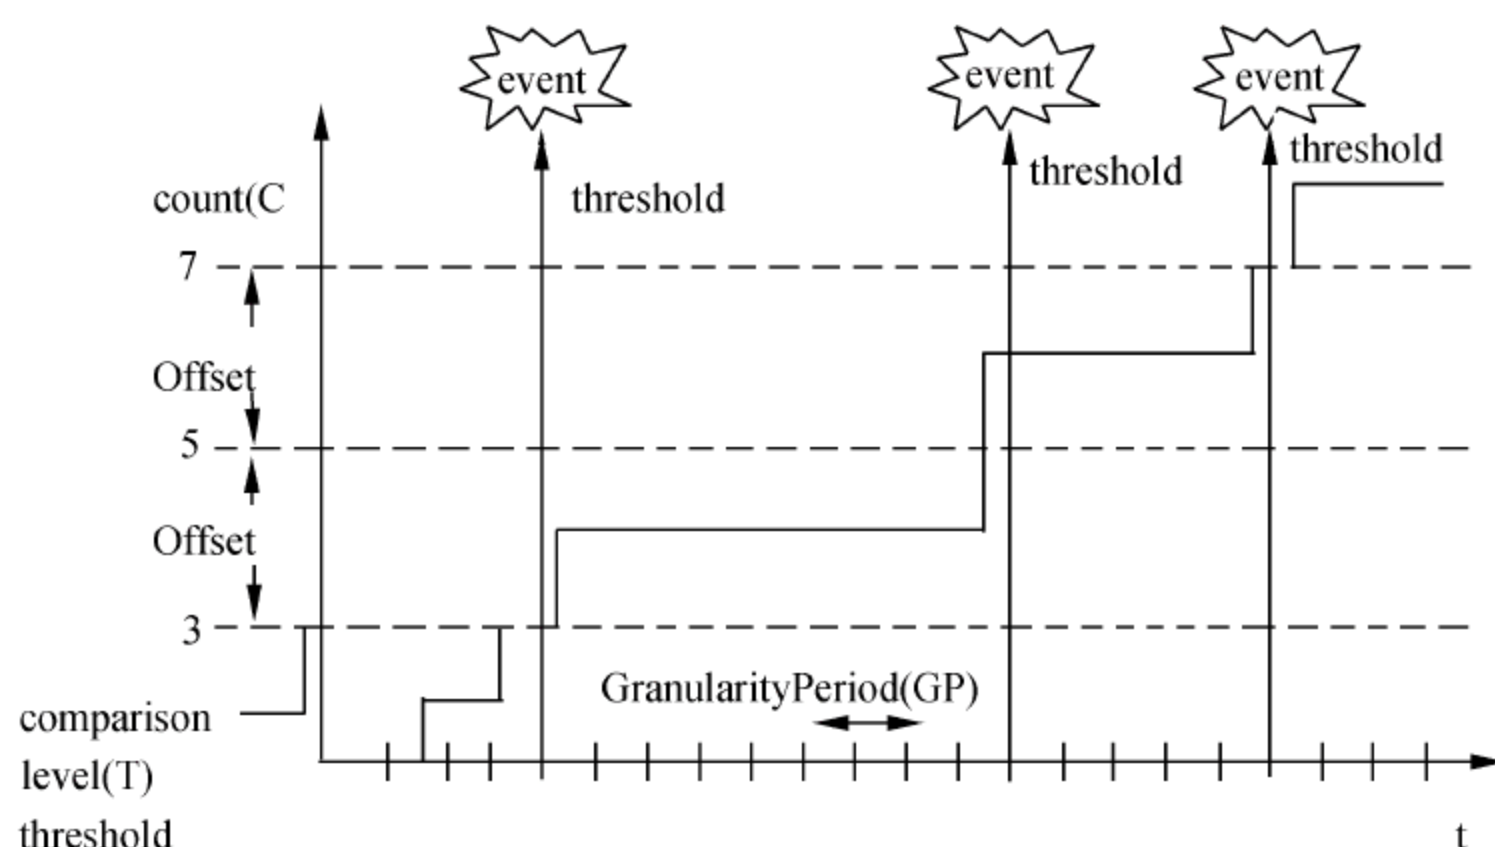 event
event
event
threshold
threshold
threshold
count(C
7
Offset
5
Offset
3
GranularityPeriod(GP)
comparison
level(T)
threshold
t